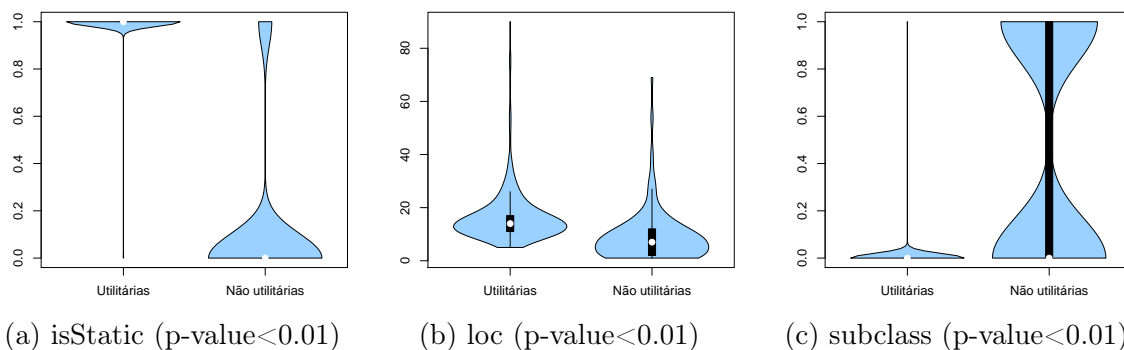 1.0
0.8
0.6
0.4
0.2
0.0
Utilitárias Não utilitárias
80
60
40
20
0
Utilitárias Não utilitárias
1.0
0.8
0.6
0.4
0.2
0.0
Utilitárias Não utilitárias
(a) isStatic (p-value<0.01)
(b) loc (p-value<0.01)
(c) subclass (p-value<0.01)